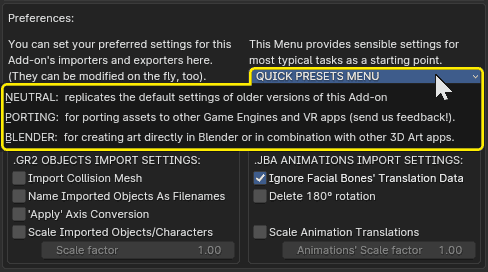 Preferences:
You can set your preferred settings for this
Add-on's importers and exporters here.
(They can be modified on the fly, too).
This Menu provides sensible settings for
most typical tasks as a starting point.
QUICK PRESETS MENU
NEUTRAL: replicates the default settings of older versions of this Add-on
PORTING: for porting assets to other Game Engines and VR apps (send us feedback!).
BLENDER: for creating art directly in Blender or in combination with other 3D Art apps.
.GR2 OBJECTS IMPORT SETTINGS:
Import Collision Mesh
Name Imported Objects As Filenames
'Apply' Axis Conversion
Scale Imported Objects/Characters
Scale factor 1.00
.JBA ANIMATIONS IMPORT SETTINGS:
Ignore Facial Bones' Translation Data
Delete 180º rotation
Scale Animation Translations
Animations' Scale factor 1.00